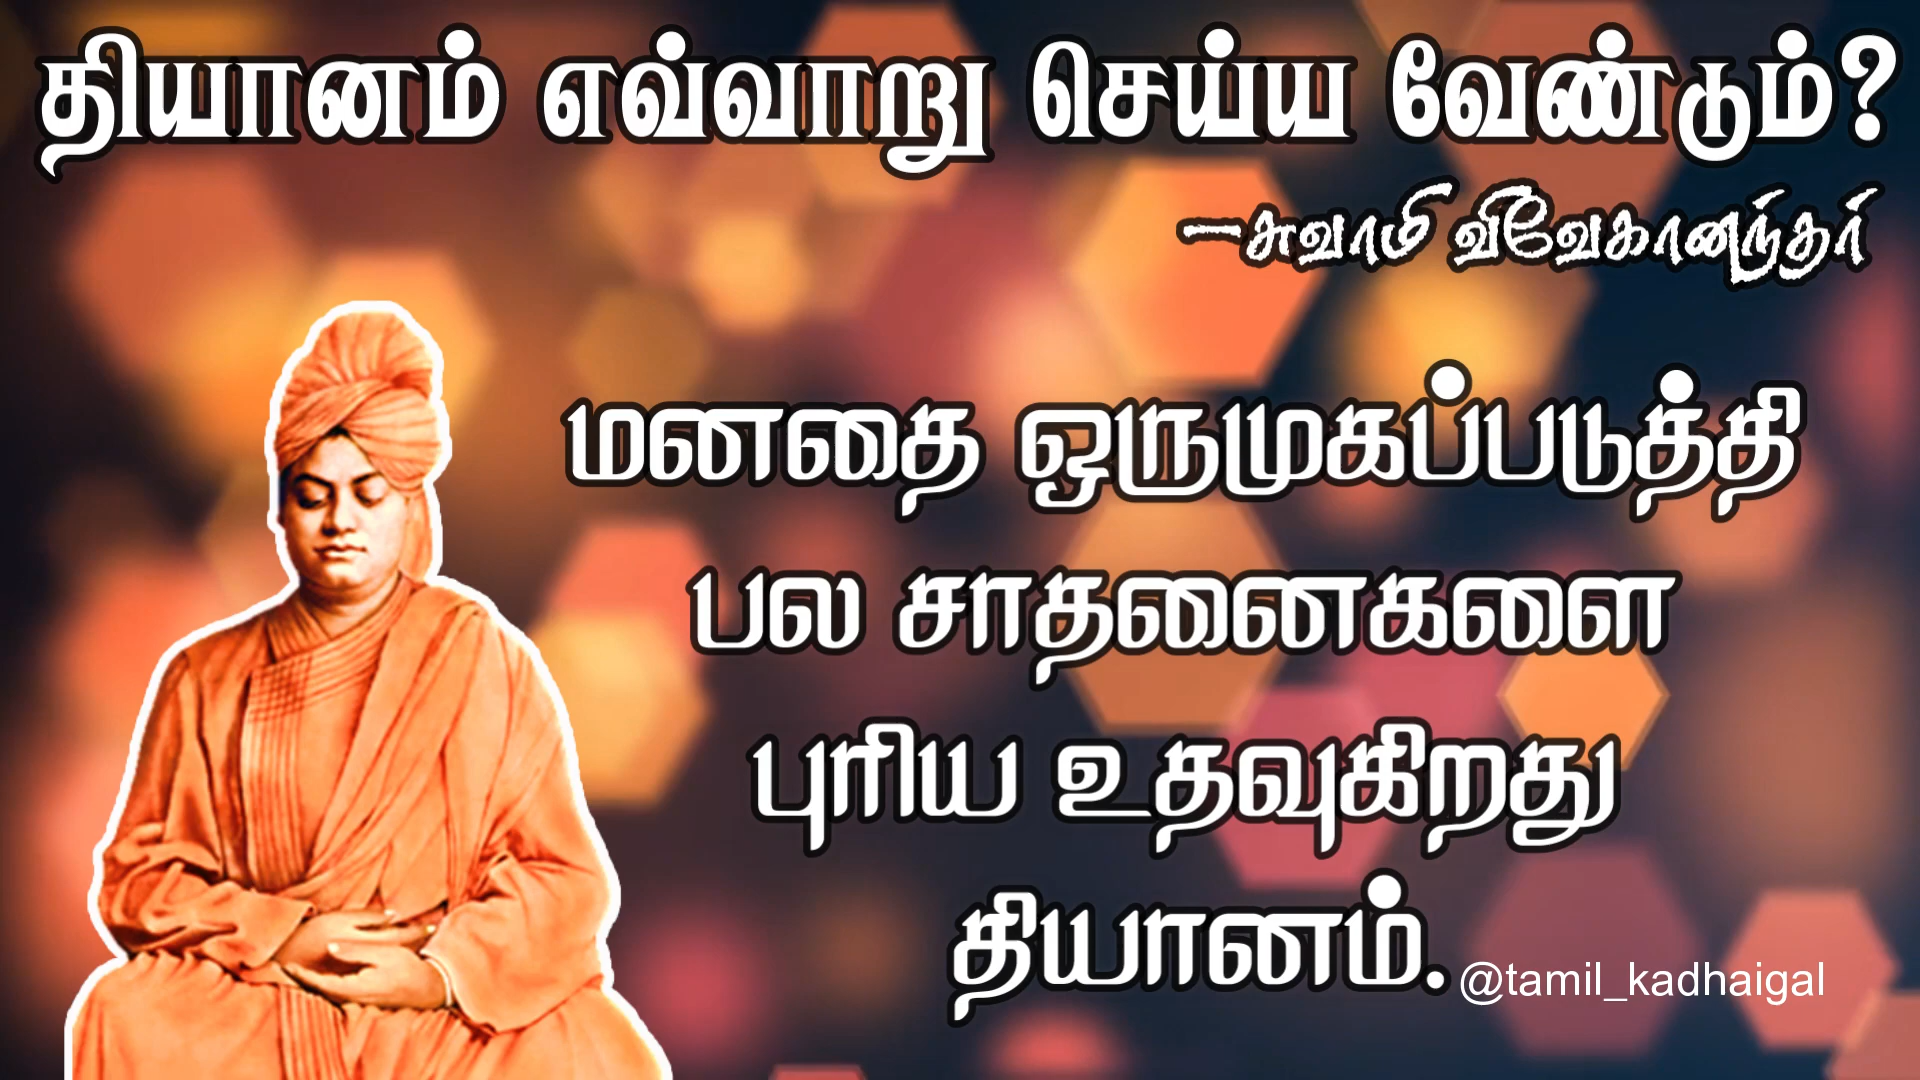 தியானம் எவ்வாறு செய்ய வேண்டும்?
-சுவாமி விவேகானந்தர்
மனதை ஒருமுகப்படுத்தி
பல சாதனைகளை
புரிய உதவுகிறது
தியானம்.
@tamil_kadhaigal